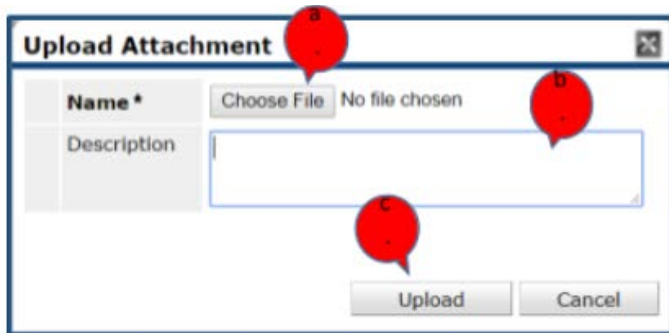 a
.
Upload Attachment
Name* Choose File No file chosen
b
.
Description
c
.
Upload Cancel